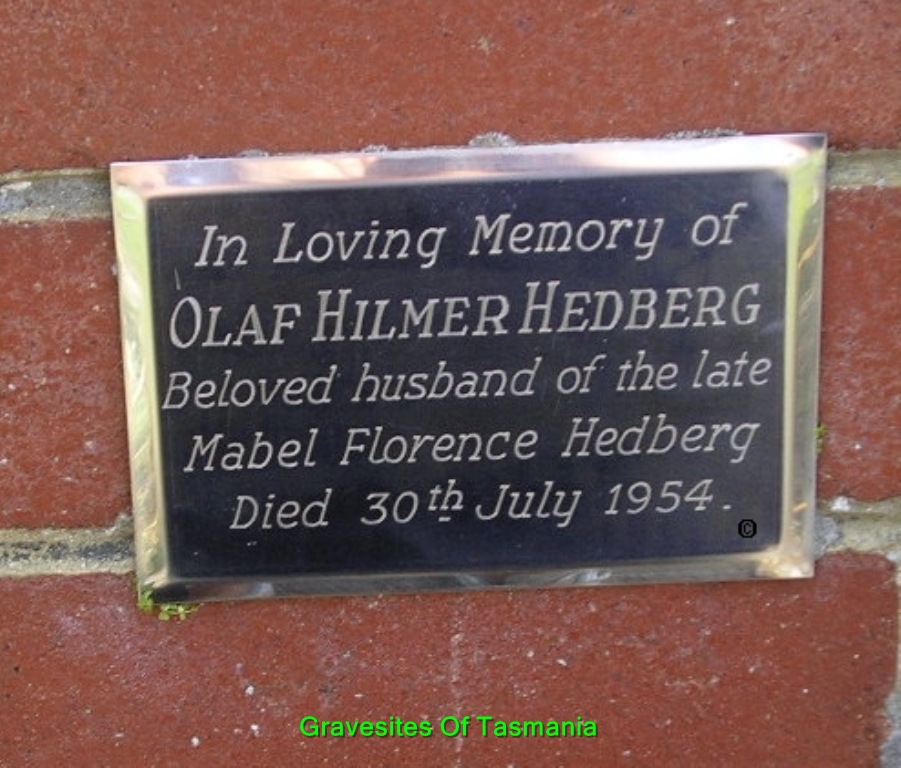 In Loving Memory of
OLAF HILMER HEDBERG
Beloved husband of the late
Mabel Florence Hedberg
Died 30th July 1954.
©
Gravesites Of Tasmania